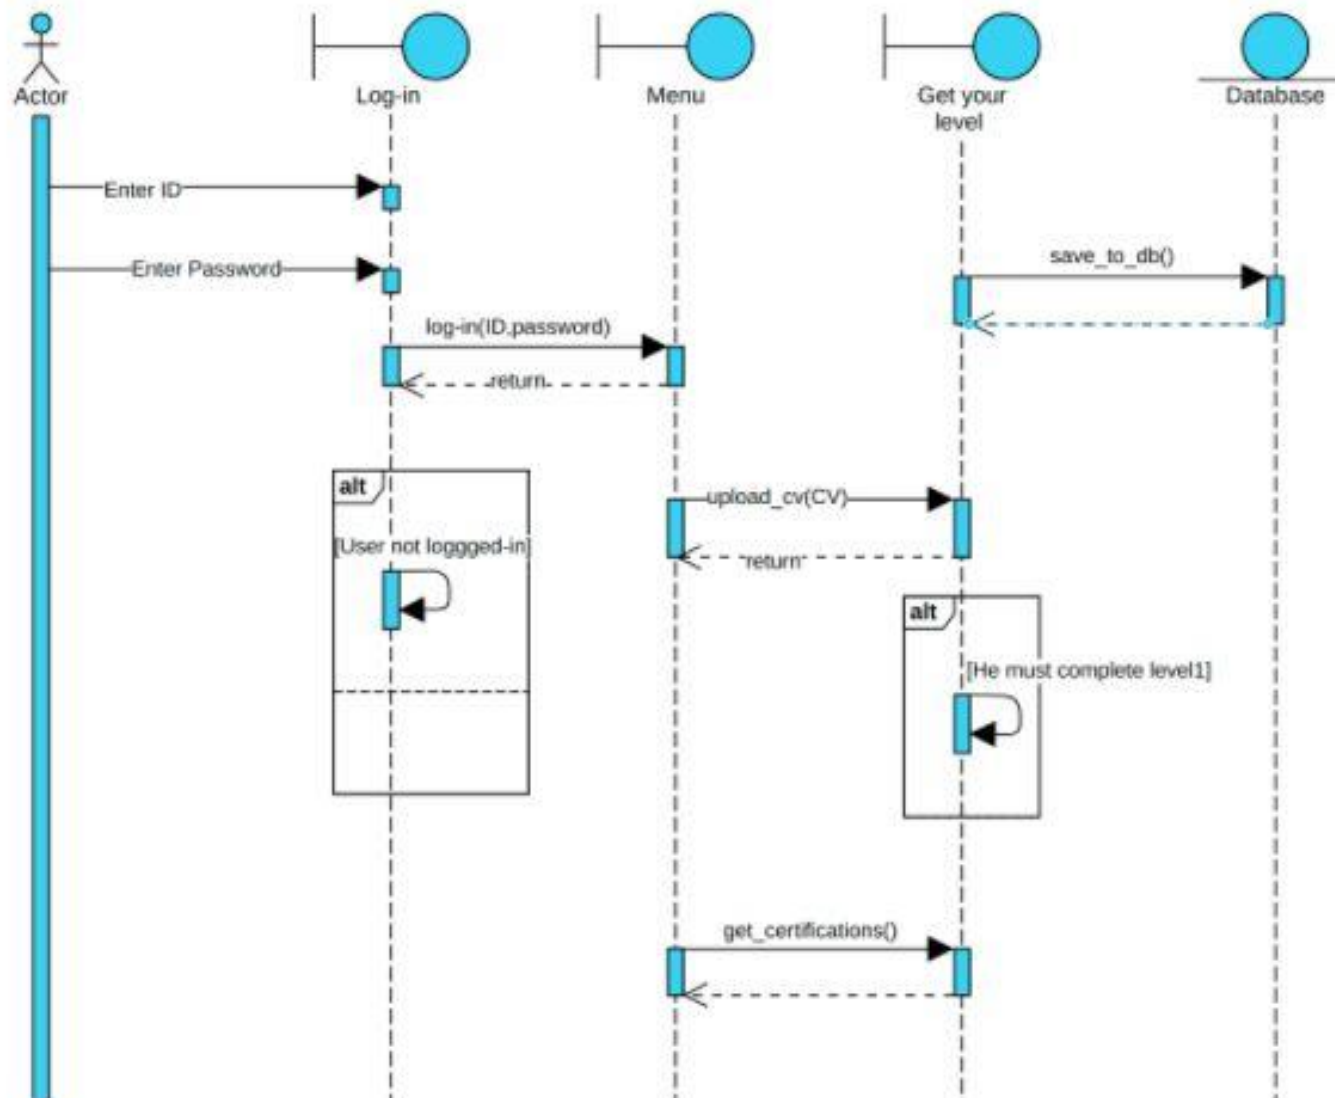 Actor
Log-in
Menu
Get your
level
Database
Enter ID
save_to_db()
Enter Password
log-in(ID,password)
return
alt
upload_cv(CV)
[User not loggged-in]
return
alt
[He must complete level1]
get_certifications()